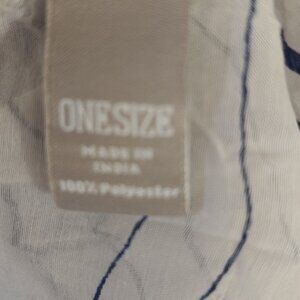 ONESIZE
MADE IN
INDIA
100% Polyester